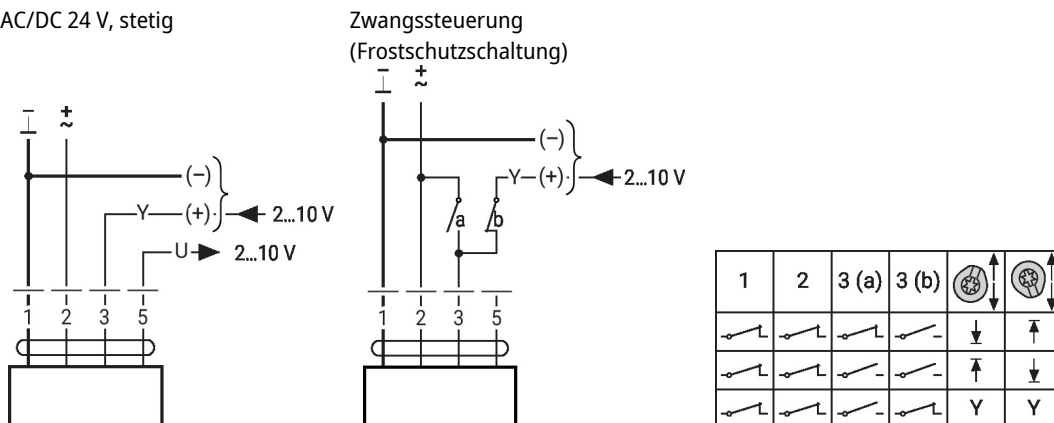 AC/DC 24 V, stetig
Zwangssteuerung
(Frostschutzschaltung)
− + ~
− + ~
(−)
Y (+) 2...10 V
U 2...10 V
1 2 3 5
(−)
Y (+) 2...10 V
a b
1 2 3 5
1 2 3 (a) 3 (b)
Y Y